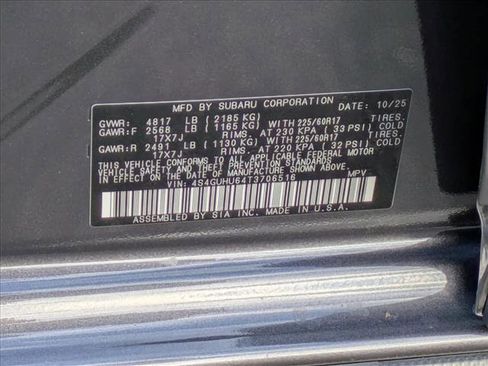 MFD BY SUBARU CORPORATION DATE: 10/25
GVWR: 4817 LB (2185 KG)
GAWR:F 2568 LB (1165 KG) WITH 225/60R17 TIRES.
17X7J RIMS, AT 230 KPA (33 PSI) COLD
GAWR:R 2491 LB (1130 KG) WITH 225/60R17 TIRES.
17X7J RIMS, AT 220 KPA (32 PSI) COLD
THIS VEHICLE CONFORMS TO ALL APPLICABLE FEDERAL MOTOR
VEHICLE SAFETY AND THEFT PREVENTION STANDARDS
IN EFFECT ON THE DATE OF MANUFACTURE SHOWN ABOVE.
VIN: 4S4GUHU64T3706516 MPV
ASSEMBLED BY SIA INC. MADE IN U.S.A.